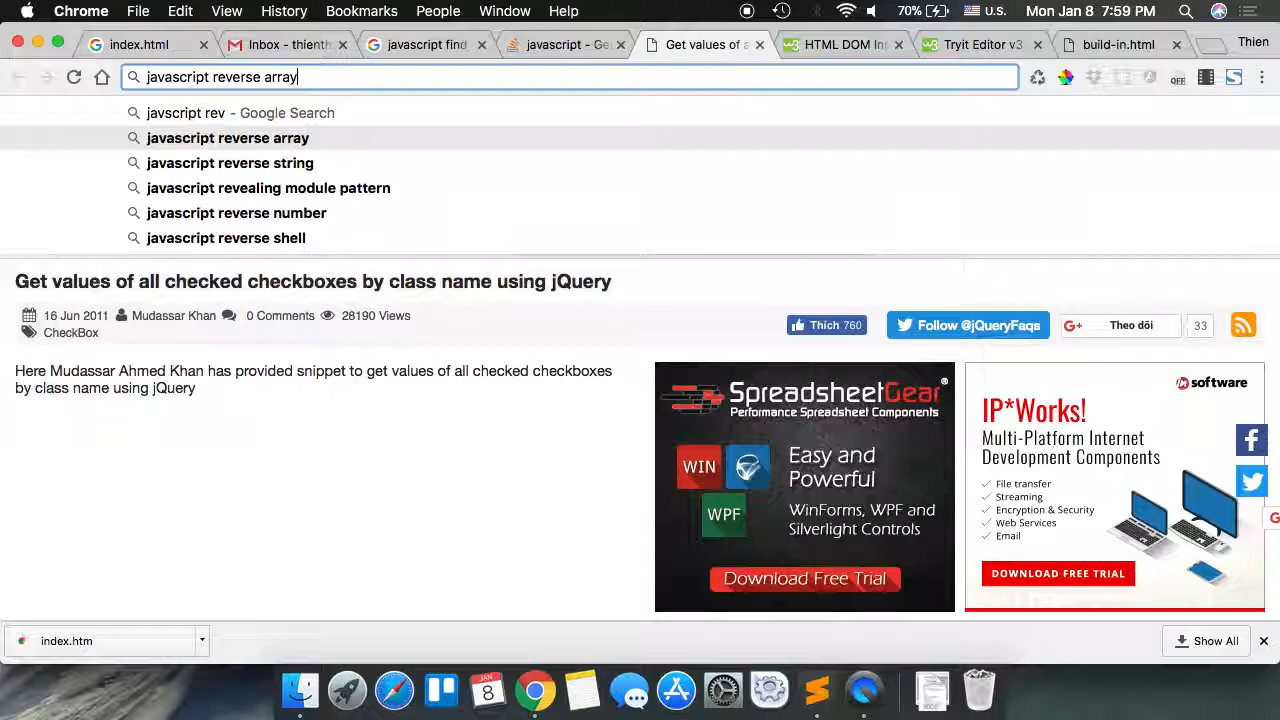 Chrome File Edit View History Bookmarks People Window Help 70% U.S. Mon Jan 8 7:59 PM
index.html Inbox - thienth javascript find javascript - Get Get values of a HTML DOM Inp Tryit Editor v3 build-in.html Thien
javascript reverse array
OFF
javscript rev - Google Search
javascript reverse array
javascript reverse string
javascript revealing module pattern
javascript reverse number
javascript reverse shell
Get values of all checked checkboxes by class name using jQuery
16 Jun 2011 Mudassar Khan 0 Comments 28190 Views
CheckBox
Thích 760
Follow @jQueryFaqs
Theo dõi
33
Here Mudassar Ahmed Khan has provided snippet to get values of all checked checkboxes
by class name using jQuery
SpreadsheetGear®
Performance Spreadsheet Components
WIN
WPF
Easy and
Powerful
WinForms, WPF and
Silverlight Controls
Download Free Trial
n software
IP*Works!
Multi-Platform Internet
Development Components
File transfer
Streaming
Encryption & Security
Web Services
Email
DOWNLOAD FREE TRIAL
index.htm
Show All
JAN
8